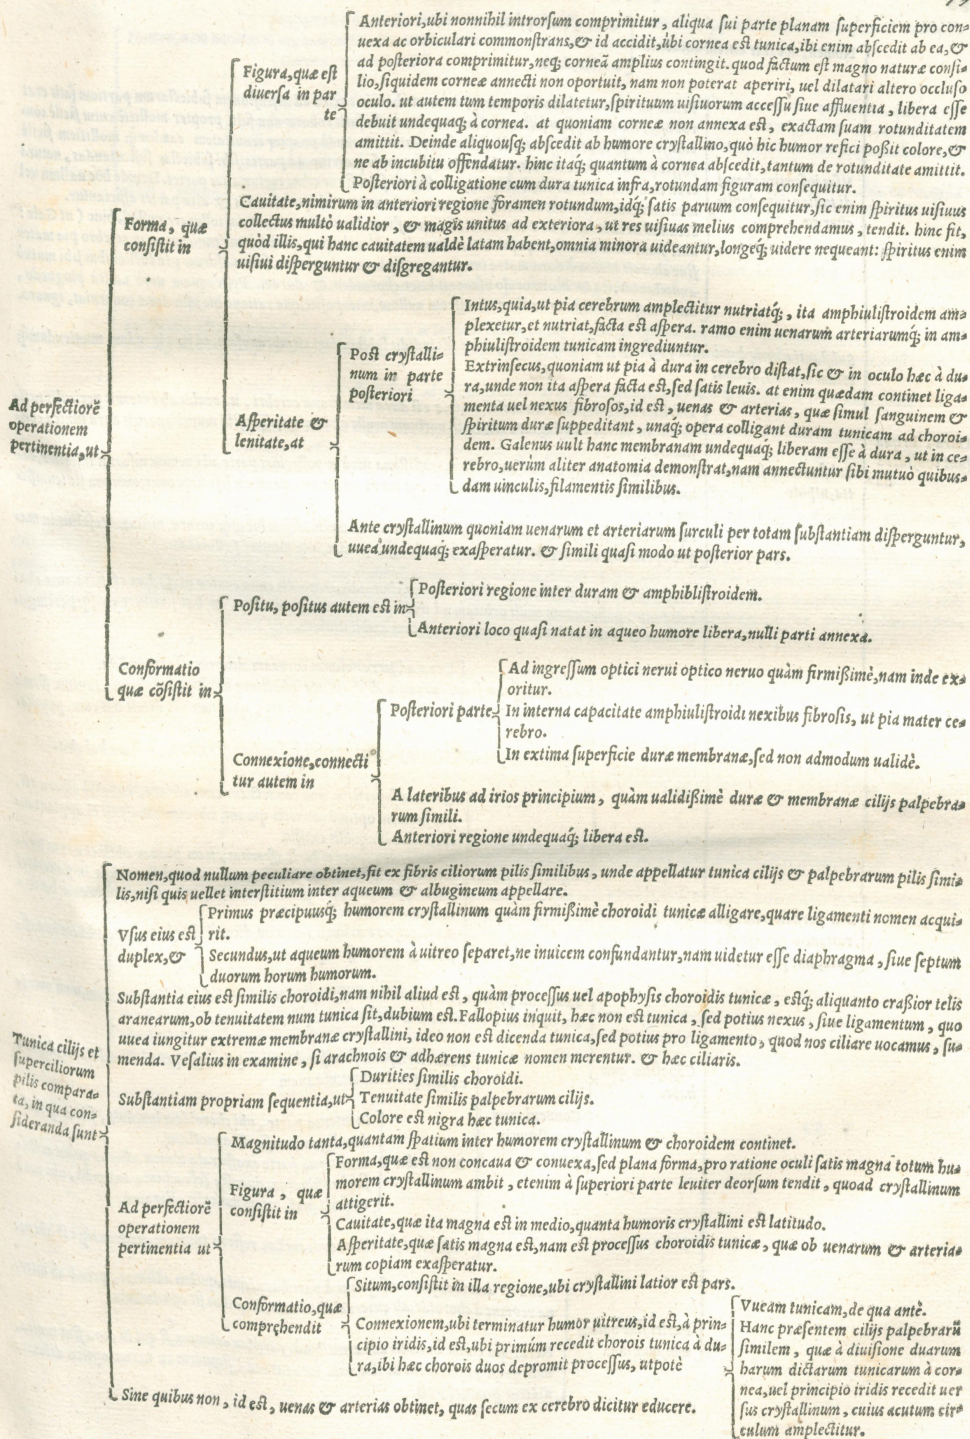 Anteriori, ubi nonnihil introrsum comprimitur, aliqua sui parte planam superficiem pro con-
uexa ac orbiculari commonstrans, & id accidit, ubi cornea est tunica, ibi enim abscedit ab ea, &
ad posteriora comprimitur, neq; corneã amplius contingit. quod factum est magno naturæ consi-
lio, siquidem corneæ annecti non oportuit, nam non poterat aperiri, uel dilatari altero occluso
oculo. ut autem tum temporis dilatetur, spirituum uisiuorum accessu siue affluentia, libera esse
debuit undequaq; à cornea. at quoniam corneæ non annexa est, exactam suam rotunditatem
amittit. Deinde aliquousq; abscedit ab humore crystallino, quò hic humor refici poßit colore, &
ne ab incubitu offendatur. hinc itaq; quantum à cornea abscedit, tantum de rotunditate amittit.
Posteriori à colligatione cum dura tunica infra, rotundam figuram consequitur.
Figura, quæ est
diuersa in par
te
Cauitate, nimirum in anteriori regione foramen rotundum, idq; satis paruum consequitur, sic enim spiritus uisiuus
collectus multò ualidior, & magis unitus ad exteriora, ut res uisiuas melius comprehendamus, tendit. hinc fit,
quòd illis, qui hanc cauitatem ualdè latam habent, omnia minora uideantur, longeq; uidere nequeant: spiritus enim
uisiui disperguntur & disgregantur.
Forma, quæ
consistit in
Intus, quia, ut pia cerebrum amplectitur nutriatq́;, ita amphiulistroidem am-
plexetur, et nutriat, facta est aspera. ramo enim uenarum arteriarumq́; in am-
phiulistroidem tunicam ingrediuntur.
Post crystalli-
num in parte
posteriori
Extrinsecus, quoniam ut pia à dura in cerebro distat, sic & in oculo hæc à du-
ra, unde non ita aspera facta est, sed satis leuis. at enim quædam continet liga-
menta uel nexus fibrosos, id est, uenas & arterias, quæ simul sanguinem &
spiritum duræ suppeditant, unaq́; opera colligant duram tunicam ad choroi-
dem. Galenus uult hanc membranam undequaq́; liberam esse à dura, ut in ce-
rebro, uerùm aliter anatomia demonstrat, nam annectuntur sibi mutuò quibus-
dam uinculis, filamentis similibus.
Asperitate &
lenitate, at
Ante crystallinum quoniam uenarum et arteriarum surculi per totam substantiam disperguntur,
uuea undequaq́; exasperatur. & simili quasi modo ut posterior pars.
Ad perfectiorẽ
operationem
pertinentia, ut
Positu, positus autem est in
Posteriori regione inter duram & amphiblistroidem.
Anteriori loco quasi natat in aqueo humore libera, nulli parti annexa.
Conformatio
quæ cõsistit in
Posteriori parte
Ad ingressum optici nerui optico neruo quàm firmißimè, nam inde ex-
oritur.
In interna capacitate amphiulistroidi nexibus fibrosis, ut pia mater ce-
rebro.
In extima superficie duræ membranæ, sed non admodum ualidè.
Connexione, connecti
tur autem in
A lateribus ad irios principium, quàm ualidißimè duræ & membranæ cilijs palpebra-
rum simili.
Anteriori regione undequaq́; libera est.
Nomen, quod nullum peculiare obtinet, fit ex fibris ciliorum pilis similibus, unde appellatur tunica cilijs & palpebrarum pilis simi-
lis, nisi quis uellet interstitium inter aqueum & albugineum appellare.
Vsus eius est
duplex, &
Primus præcipuusq́; humorem crystallinum quàm firmißimè choroidi tunicæ alligare, quare ligamenti nomen acqui-
rit.
Secundus, ut aqueum humorem à uitreo separet, ne inuicem confundantur, nam uidetur esse diaphragma, siue septum
duorum horum humorum.
Substantia eius est similis choroidi, nam nihil aliud est, quàm processus uel apophysis choroidis tunicæ, estq́; aliquanto craßior telis
aranearum, ob tenuitatem num tunica sit, dubium est. Fallopius inquit, hæc non est tunica, sed potius nexus, siue ligamentum, quo
uuea iungitur extremæ membranæ crystallini, ideo non est dicenda tunica, sed potius pro ligamento, quod nos ciliare uocamus, su-
menda. Vesalius in examine, si arachnois & adhærens tunicæ nomen merentur. & hæc ciliaris.
Tunica cilijs et
superciliorum
pilis compara-
ta, in qua con-
sideranda sunt
Substantiam propriam sequentia, ut
Durities similis choroidi.
Tenuitate similis palpebrarum cilijs.
Colore est nigra hæc tunica.
Magnitudo tanta, quantam spatium inter humorem crystallinum & choroidem continet.
Figura, quæ
consistit in
Forma, quæ est non concaua & conuexa, sed plana forma, pro ratione oculi satis magna totum hu-
morem crystallinum ambit, etenim à superiori parte leuiter deorsum tendit, quoad crystallinum
attigerit.
Cauitate, quæ ita magna est in medio, quanta humoris crystallini est latitudo.
Asperitate, quæ satis magna est, nam est processus choroidis tunicæ, quæ ob uenarum & arteria-
rum copiam exasperatur.
Ad perfectiorẽ
operationem
pertinentia ut
Conformatio, quæ
comprehendit
Situm, consistit in illa regione, ubi crystallini latior est pars.
Connexionem, ubi terminatur humor uitreus, id est, à prin-
cipio iridis, id est, ubi primùm recedit chorois tunica à du-
ra, ibi hæc chorois duos depromit processus, utpotè
Vueam tunicam, de qua antè.
Hanc præsentem cilijs palpebrarũ
similem, quæ à diuisione duarum
harum dictarum tunicarum à cor-
nea, uel principio iridis recedit uer
sus crystallinum, cuius acutum cir-
culum amplectitur.
Sine quibus non, id est, uenas & arterias obtinet, quas secum ex cerebro dicitur educere.